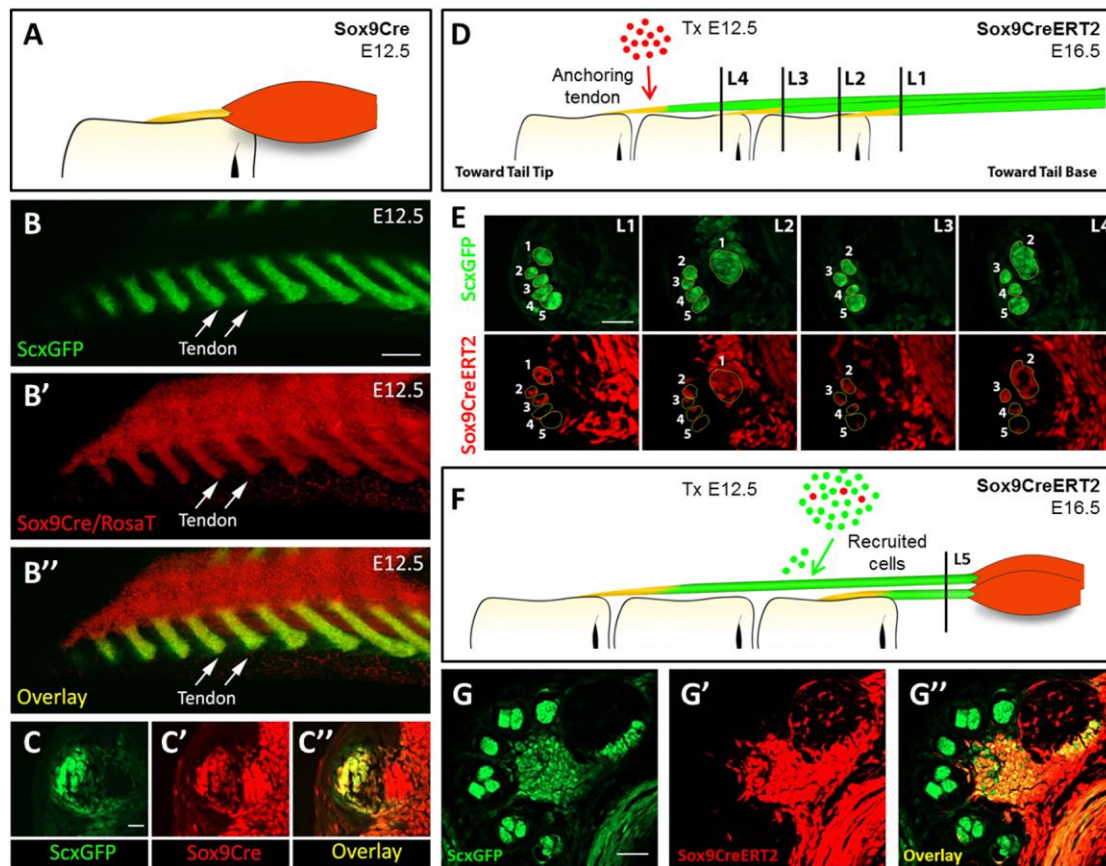 A
Sox9Cre
E12.5
B
E12.5
Tendon
ScxGFP
B'
E12.5
Tendon
Sox9Cre/RosaT
B''
E12.5
Tendon
Overlay
C
C'
C''
ScxGFP
Sox9Cre
Overlay
D
Tx E12.5
Sox9CreERT2
E16.5
Anchoring
tendon
L4
L3
L2
L1
Toward Tail Tip
Toward Tail Base
E
ScxGFP
L1
1
2
3
4
5
L2
1
2
3
4
5
L3
2
3
4
5
L4
2
3
4
5
Sox9CreERT2
1
2
3
4
5
1
2
3
4
5
2
3
4
5
2
3
4
5
F
Tx E12.5
Sox9CreERT2
E16.5
Recruited
cells
L5
G
ScxGFP
G'
Sox9CreERT2
G''
Overlay